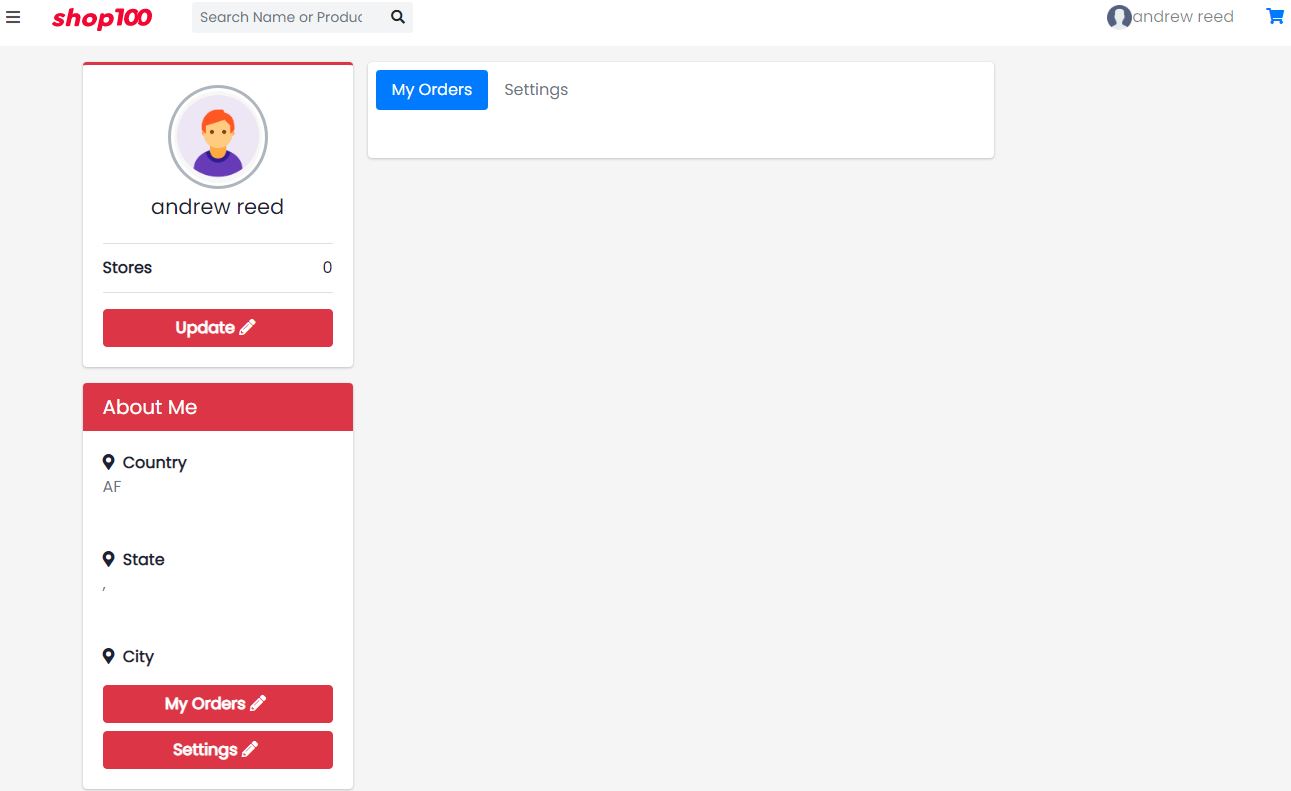 shop100
Search Name or Produc
andrew reed
My Orders Settings
andrew reed
Stores 0
Update
About Me
Country
AF
State
,
City
My Orders
Settings